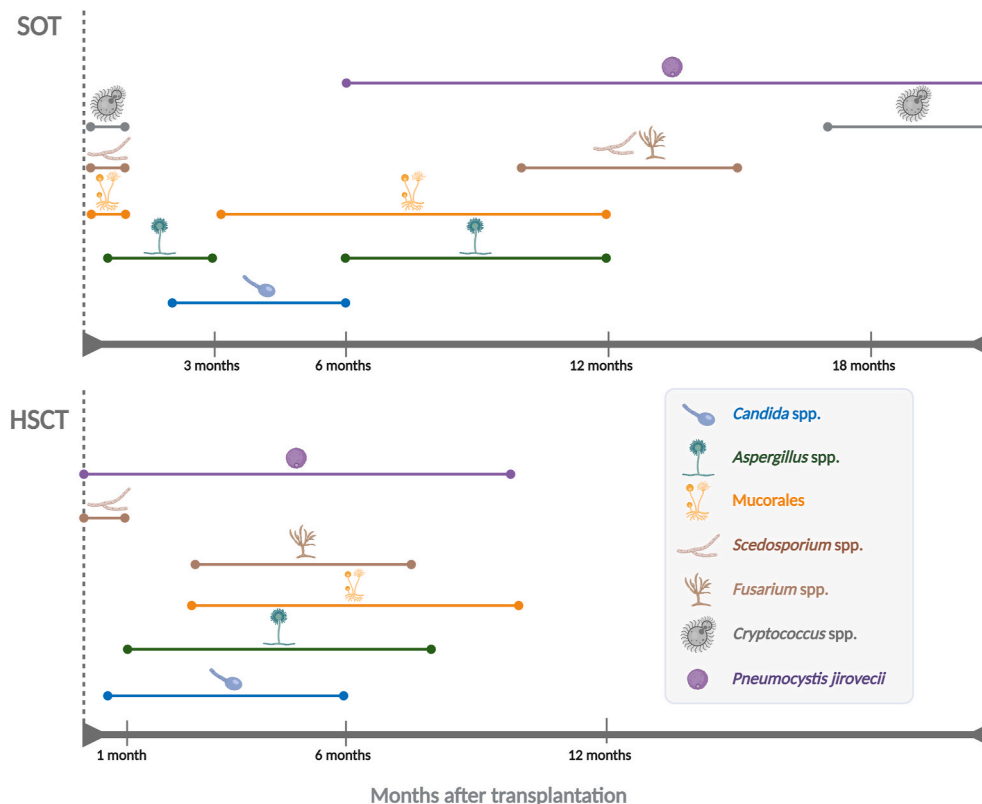 SOT
3 months
6 months
12 months
18 months
HSCT
Candida spp.
Aspergillus spp.
Mucorales
Scedosporium spp.
Fusarium spp.
Cryptococcus spp.
Pneumocystis jirovecii
1 month
6 months
12 months
Months after transplantation